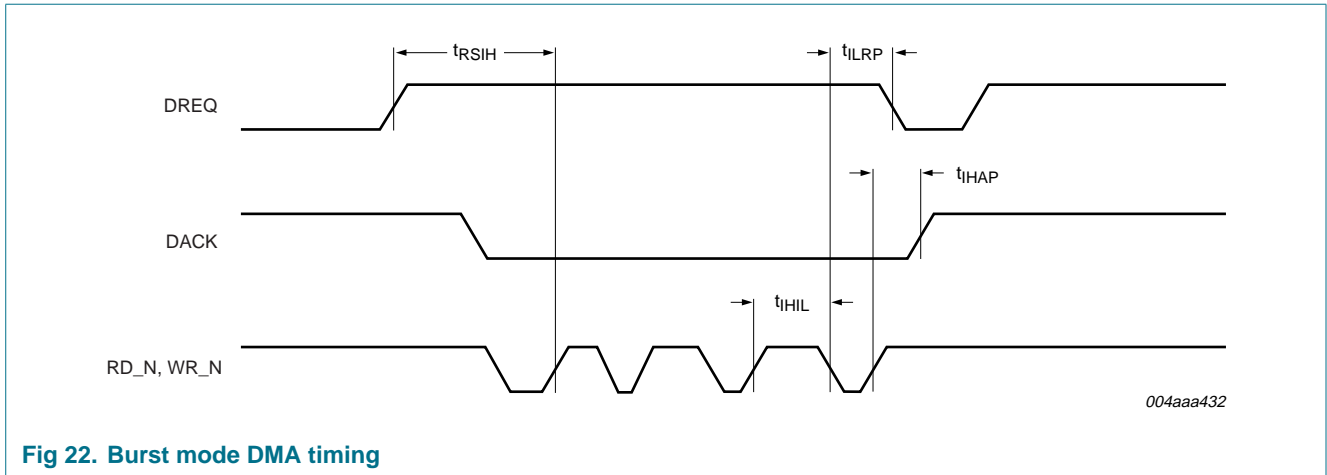 tRSIH
tILRP
DREQ
tIHAP
DACK
tIHIL
RD_N, WR_N
004aaa432
Fig 22. Burst mode DMA timing